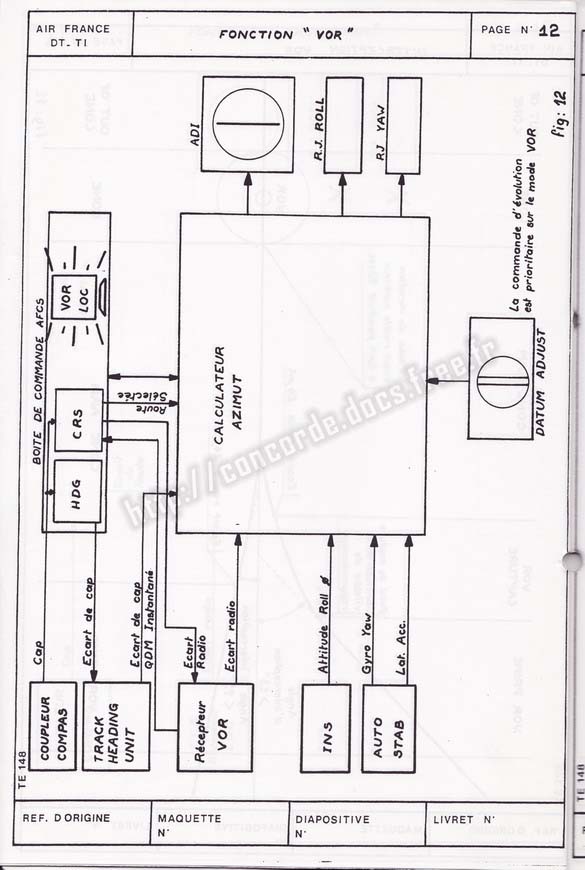 AIR FRANCE
DT. TI
FONCTION "VOR"
PAGE N° 12
fig: 12
ADI
R.J. ROLL
RJ YAW
La commande d'évolution
est prioritaire sur le mode VOR
BOITE DE COMMANDE AFCS
VOR
LOC
CRS
HDG
Route
Sélectée
CALCULATEUR
AZIMUT
DATUM ADJUST
http://concorde.docs.free.fr
Cap
Ecart de cap
Ecart de cap
QDM Instantané
Ecart
Radio
Ecart radio
Attitude Roll Ø
Gyro Yaw
Lat. Acc.
COUPLEUR
COMPAS
TRACK
HEADING
UNIT
Récepteur
VOR
INS
AUTO
STAB
TE 148
TE 148
REF. D'ORIGINE
MAQUETTE
N°
DIAPOSITIVE
N°
LIVRET N°